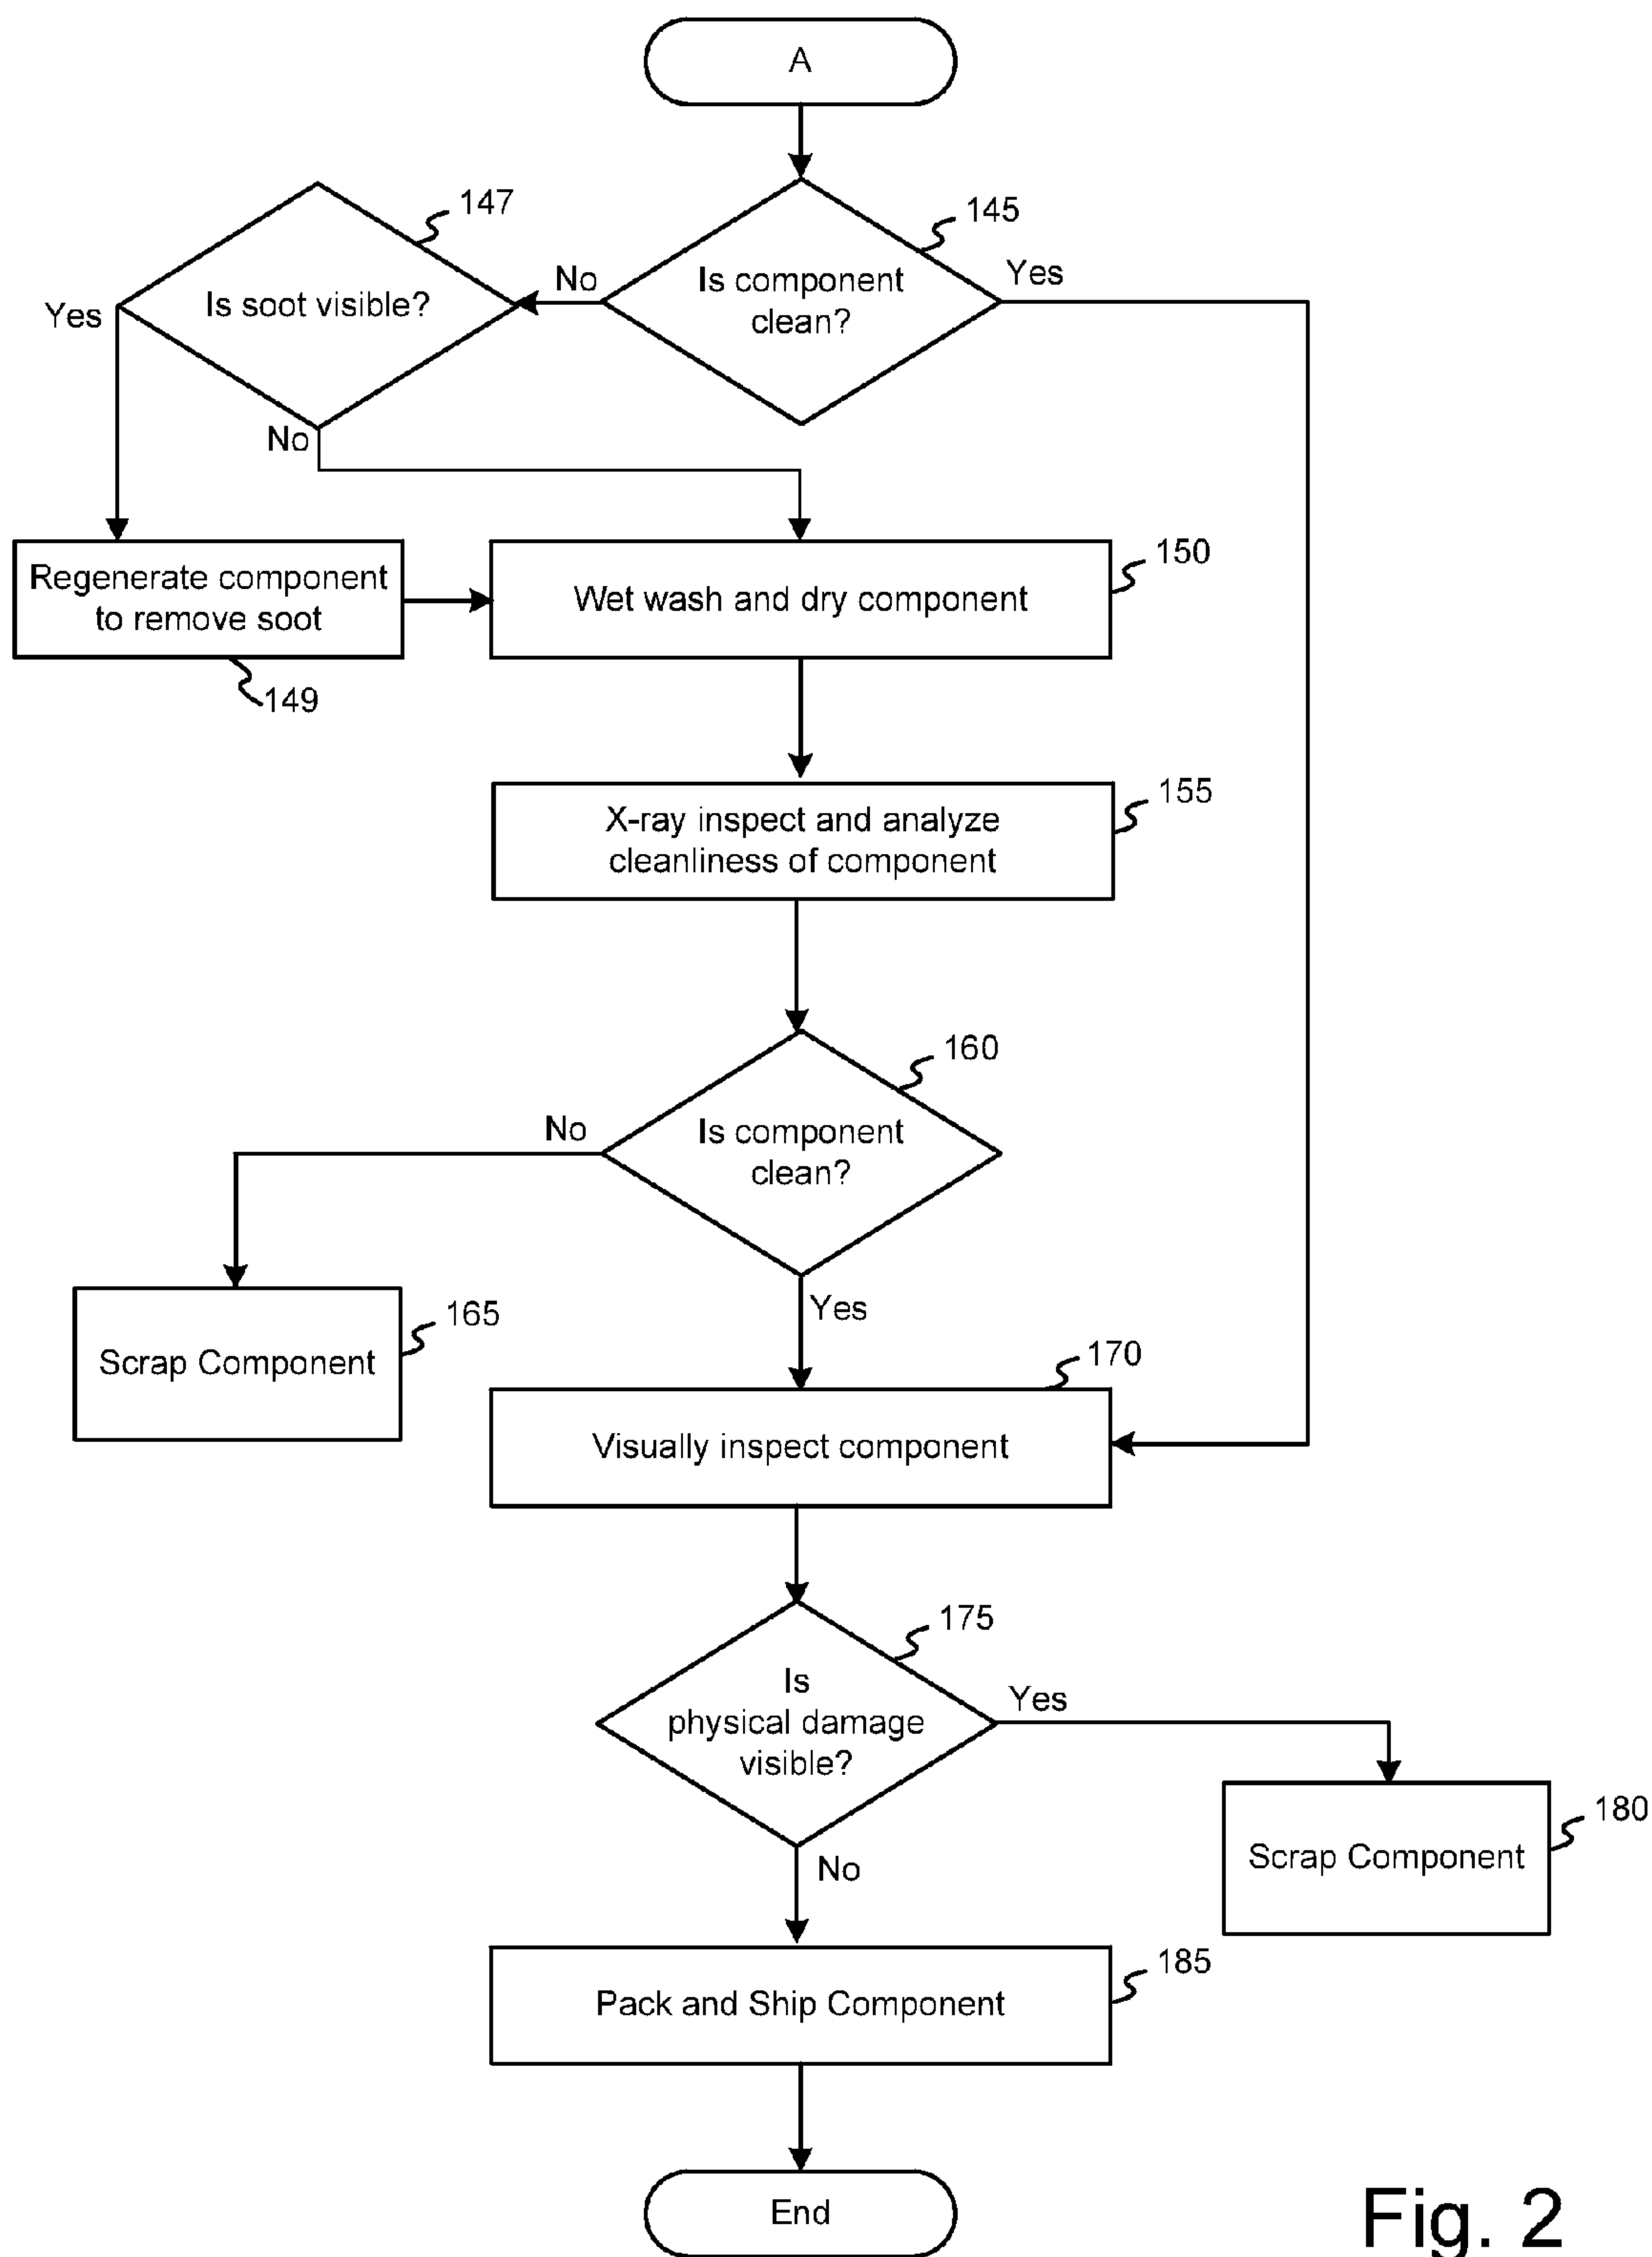 A
147
145
Is soot visible?
No
Is component
clean?
Yes
Yes
No
Regenerate component
to remove soot
149
Wet wash and dry component
150
X-ray inspect and analyze
cleanliness of component
155
160
Is component
clean?
No
Yes
Scrap Component
165
170
Visually inspect component
175
Is
physical damage
visible?
Yes
No
Scrap Component
180
Pack and Ship Component
185
End
Fig. 2